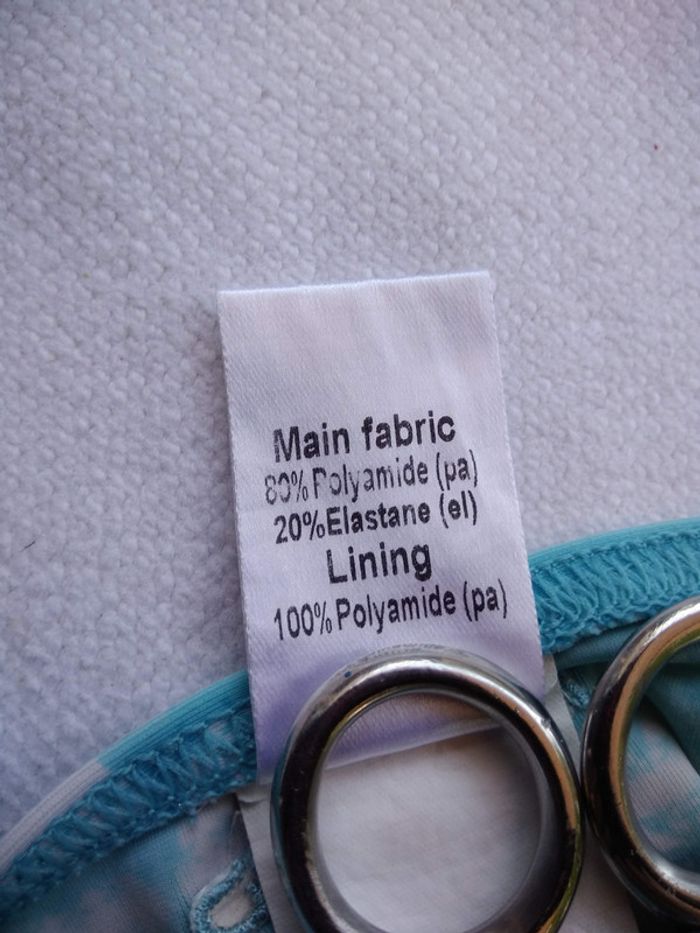 Main fabric
80% Polyamide (pa)
20%Elastane (el)
Lining
100% Polyamide (pa)